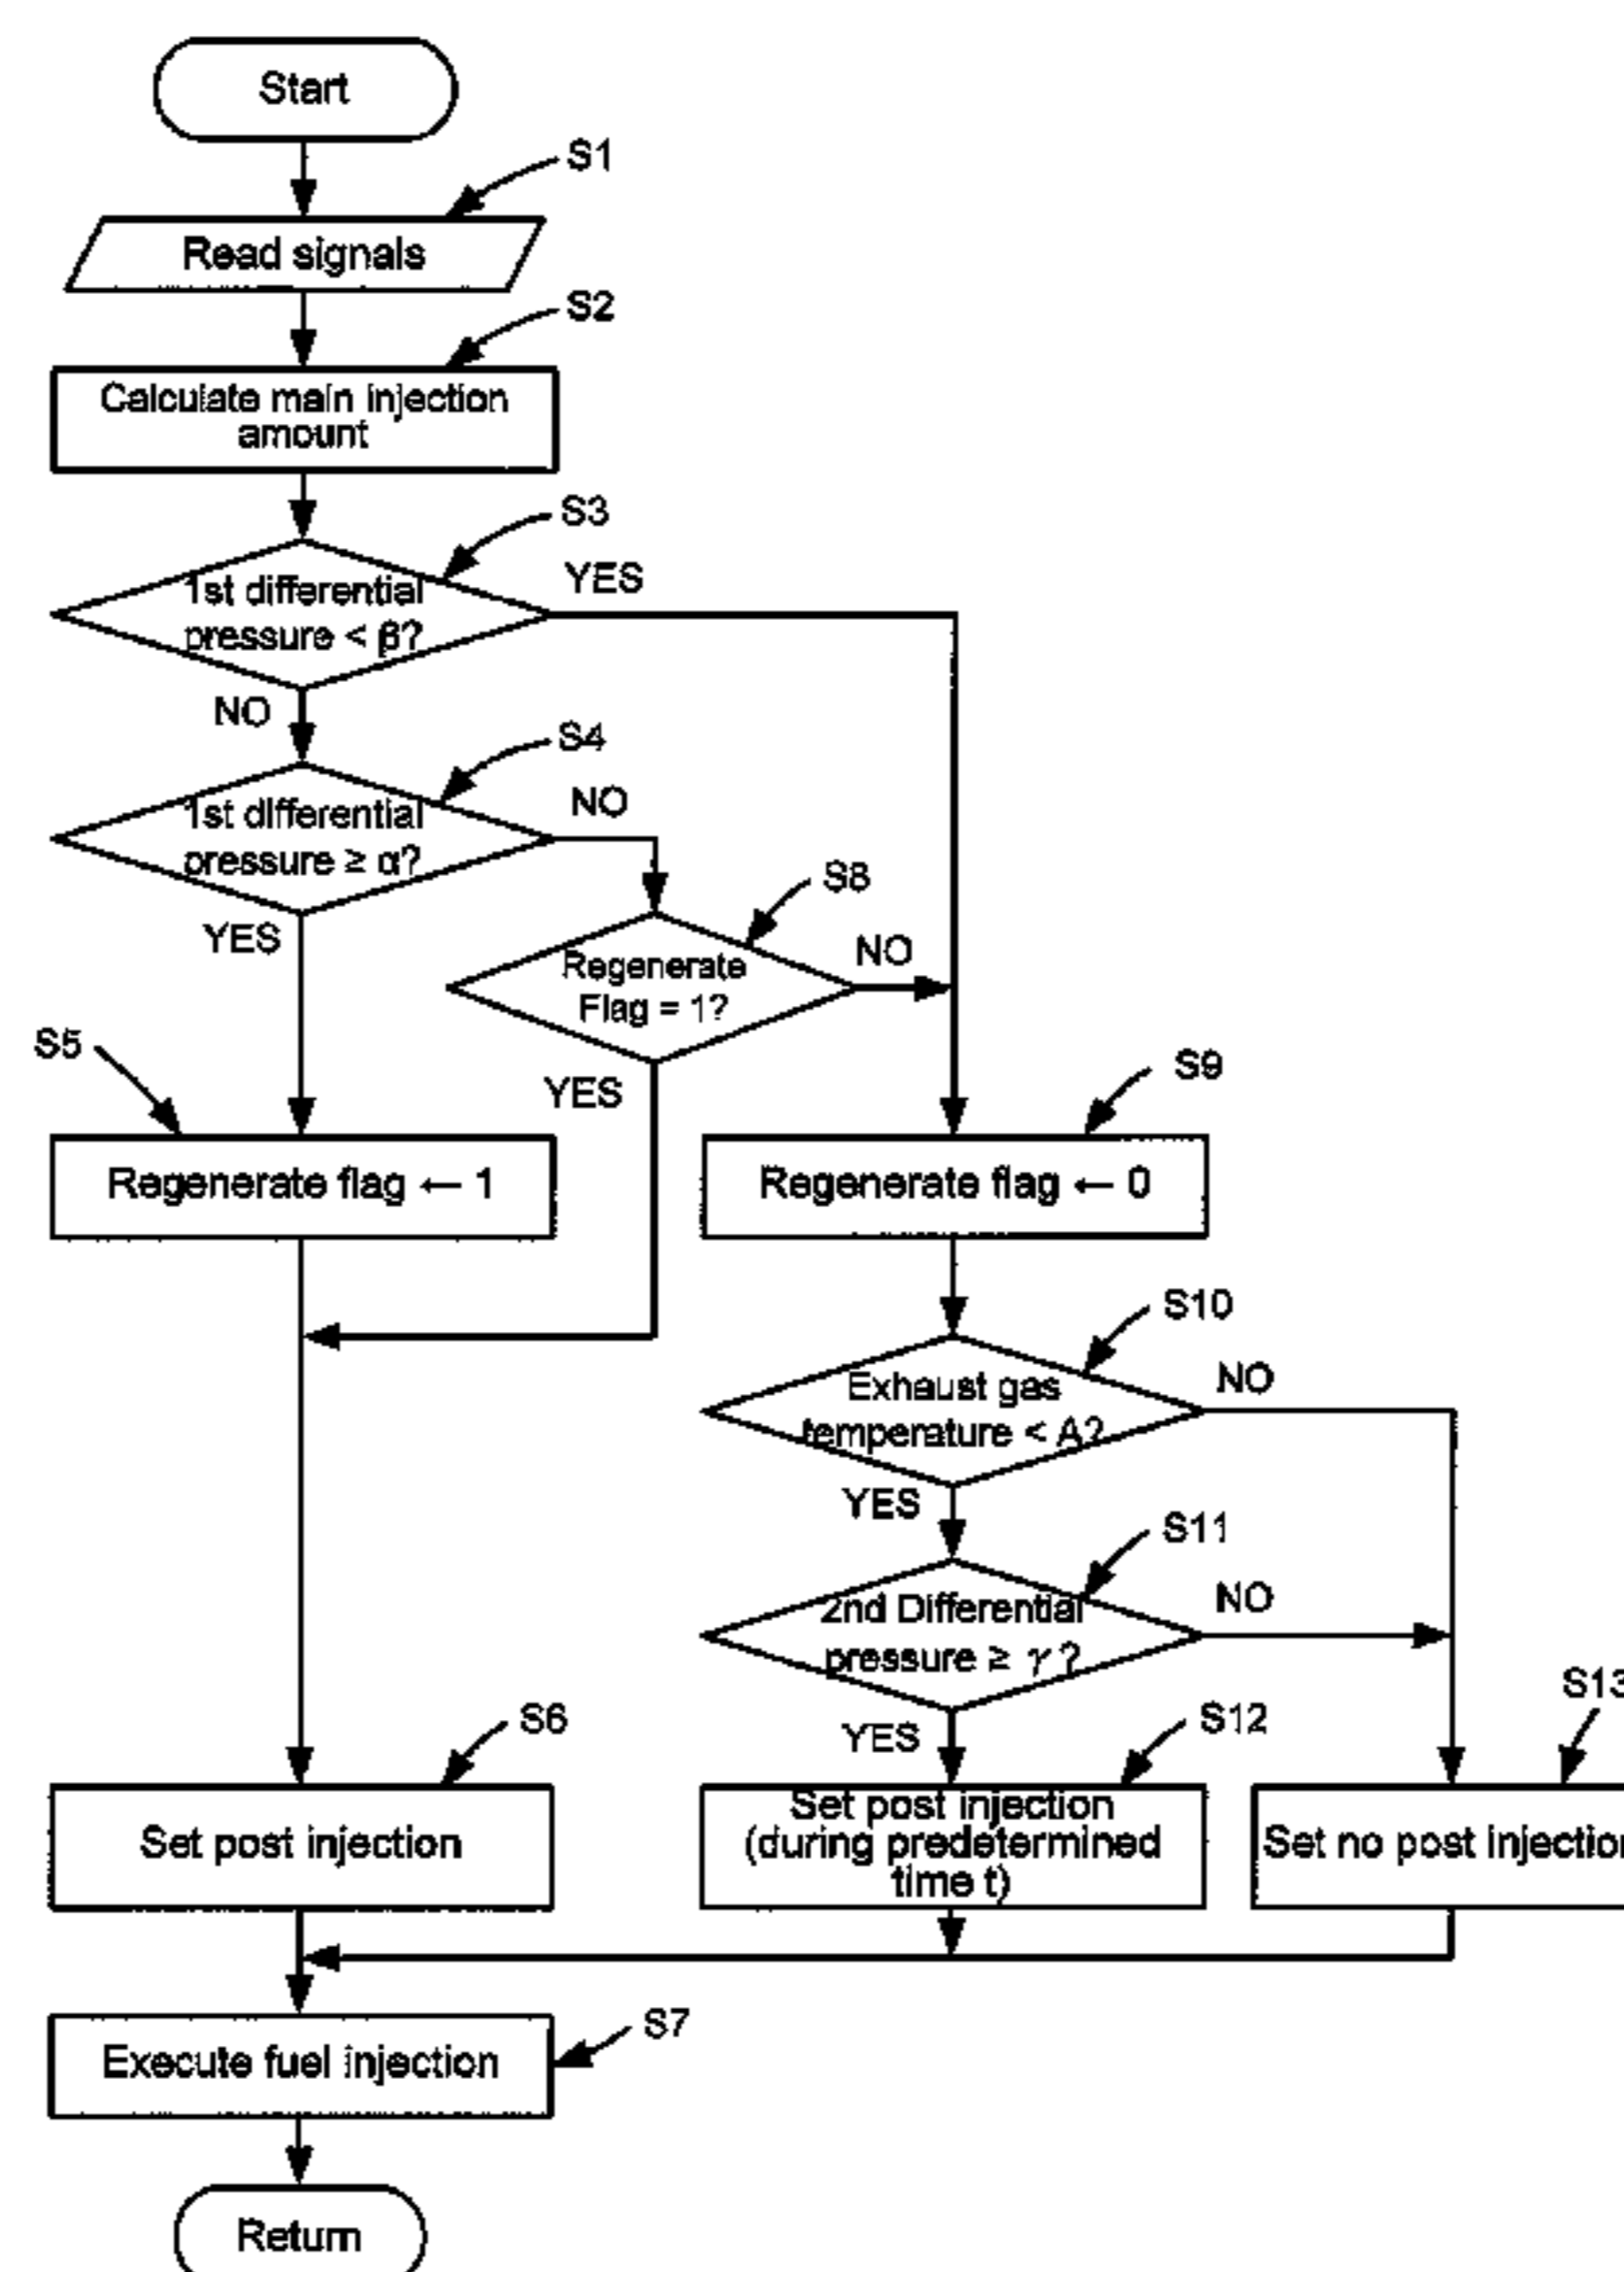 Start
S1
Read signals
S2
Calculate main injection
amount
S3
1st differential
pressure < β?
YES
NO
S4
1st differential
pressure ≥ α?
NO
YES
S8
Regenerate
Flag = 1?
NO
YES
S5
Regenerate flag ← 1
S9
Regenerate flag ← 0
S10
Exhaust gas
temperature < A?
NO
YES
S11
2nd Differential
pressure ≥ γ ?
NO
YES
S6
Set post injection
S12
Set post injection
(during predetermined
time t)
S13
Set no post injection
S7
Execute fuel injection
Return